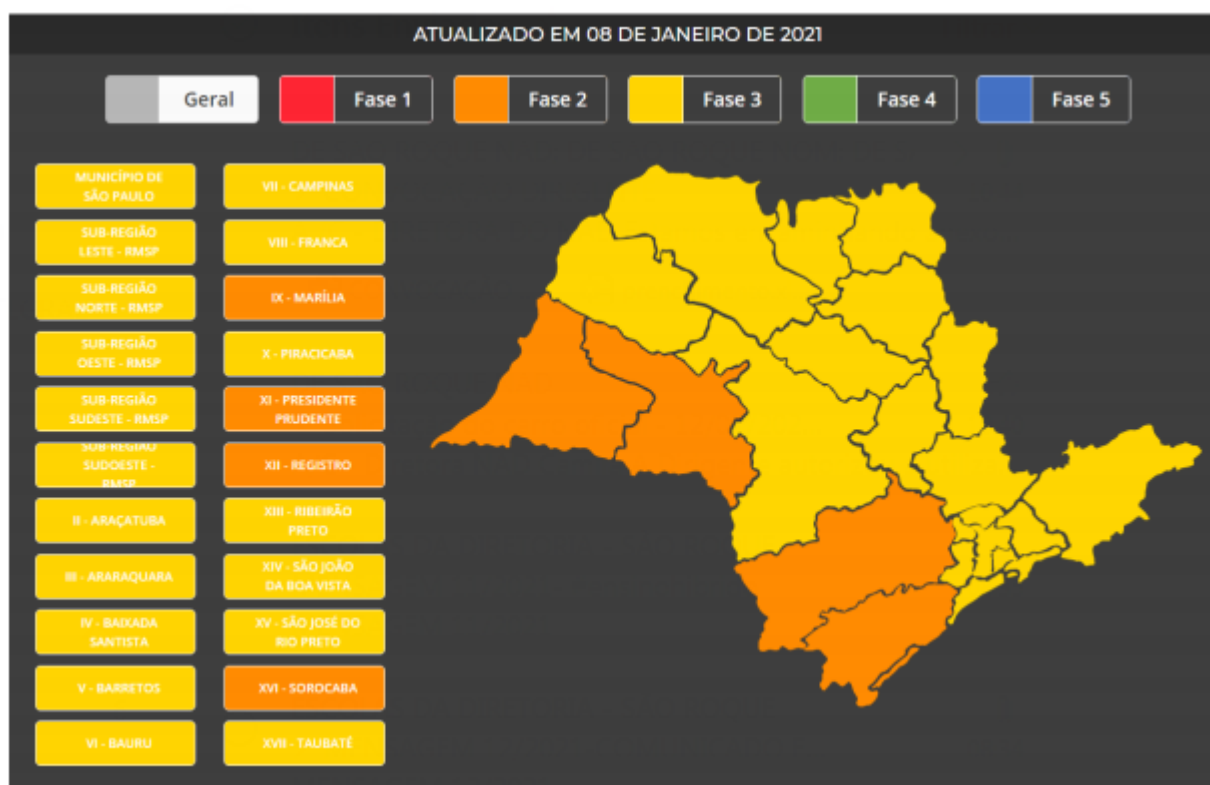 ATUALIZADO EM 08 DE JANEIRO DE 2021
Geral
Fase 1
Fase 2
Fase 3
Fase 4
Fase 5
MUNICÍPIO DE
SÃO PAULO
SUB-REGIÃO
LESTE - RMSP
SUB-REGIÃO
NORTE - RMSP
SUB-REGIÃO
OESTE - RMSP
SUB-REGIÃO
SUDESTE - RMSP
SUB-REGIÃO
SUDOESTE -
RMSP
II - ARAÇATUBA
III - ARARAQUARA
IV - BAIXADA
SANTISTA
V - BARRETOS
VI - BAURU
VII - CAMPINAS
VIII - FRANCA
IX - MARÍLIA
X - PIRACICABA
XI - PRESIDENTE
PRUDENTE
XII - REGISTRO
XIII - RIBEIRÃO
PRETO
XIV - SÃO JOÃO
DA BOA VISTA
XV - SÃO JOSÉ DO
RIO PRETO
XVI - SOROCABA
XVII - TAUBATÉ